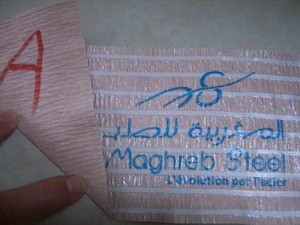 A
المغربية للصلب
Maghreb Steel
L'évolution par l'acier